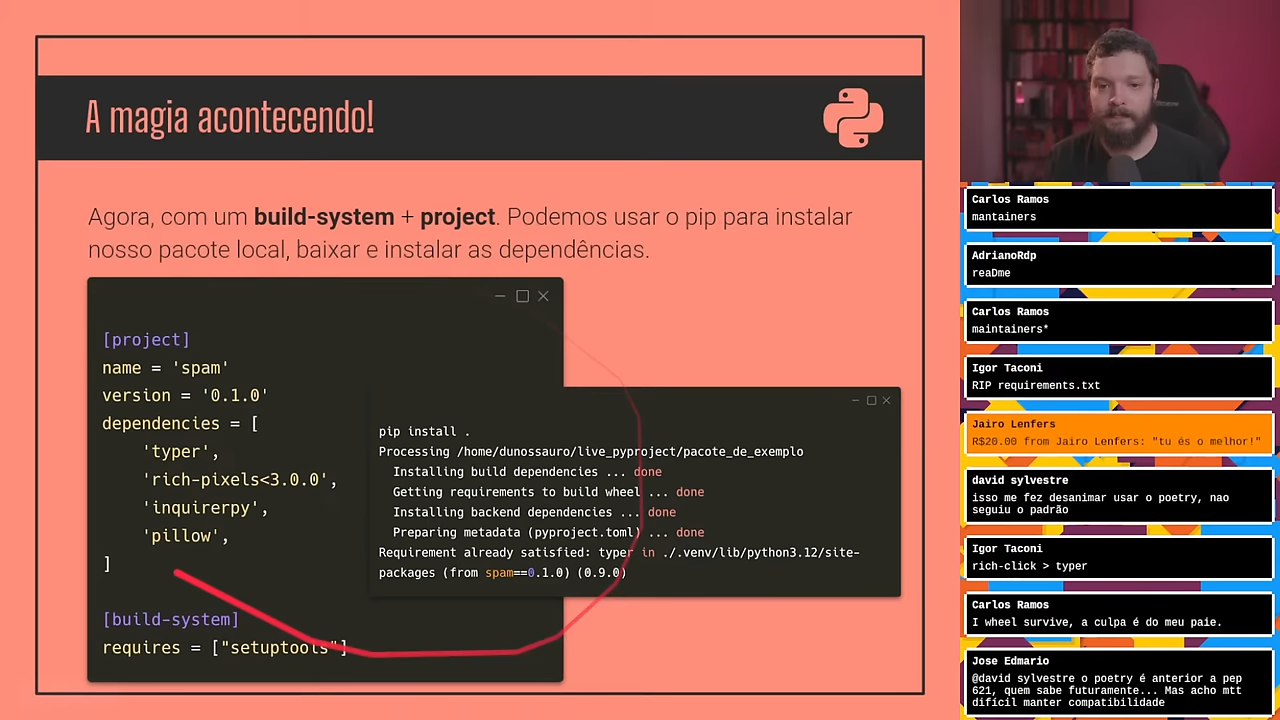 A magia acontecendo!
Agora, com um build-system + project. Podemos usar o pip para instalar
nosso pacote local, baixar e instalar as dependências.
[project]
name = 'spam'
version = '0.1.0'
dependencies = [
'typer',
'rich-pixels<3.0.0',
'inquirerpy',
'pillow',
]
[build-system]
requires = ["setuptools"]
pip install .
Processing /home/dunossauro/live_pyproject/pacote_de_exemplo
Installing build dependencies ... done
Getting requirements to build wheel ... done
Installing backend dependencies ... done
Preparing metadata (pyproject.toml) ... done
Requirement already satisfied: typer in ./.venv/lib/python3.12/site-
packages (from spam==0.1.0) (0.9.0)
Carlos Ramos
mantainers
AdrianoRdp
reaDme
Carlos Ramos
maintainers*
Igor Taconi
RIP requirements.txt
Jairo Lenfers
R$20.00 from Jairo Lenfers: "tu és o melhor!"
david sylvestre
isso me fez desanimar usar o poetry, nao
seguiu o padrão
Igor Taconi
rich-click > typer
Carlos Ramos
I wheel survive, a culpa é do meu paie.
Jose Edmario
@david sylvestre o poetry é anterior a pep
621, quem sabe futuramente... Mas acho mtt
difícil manter compatibilidade